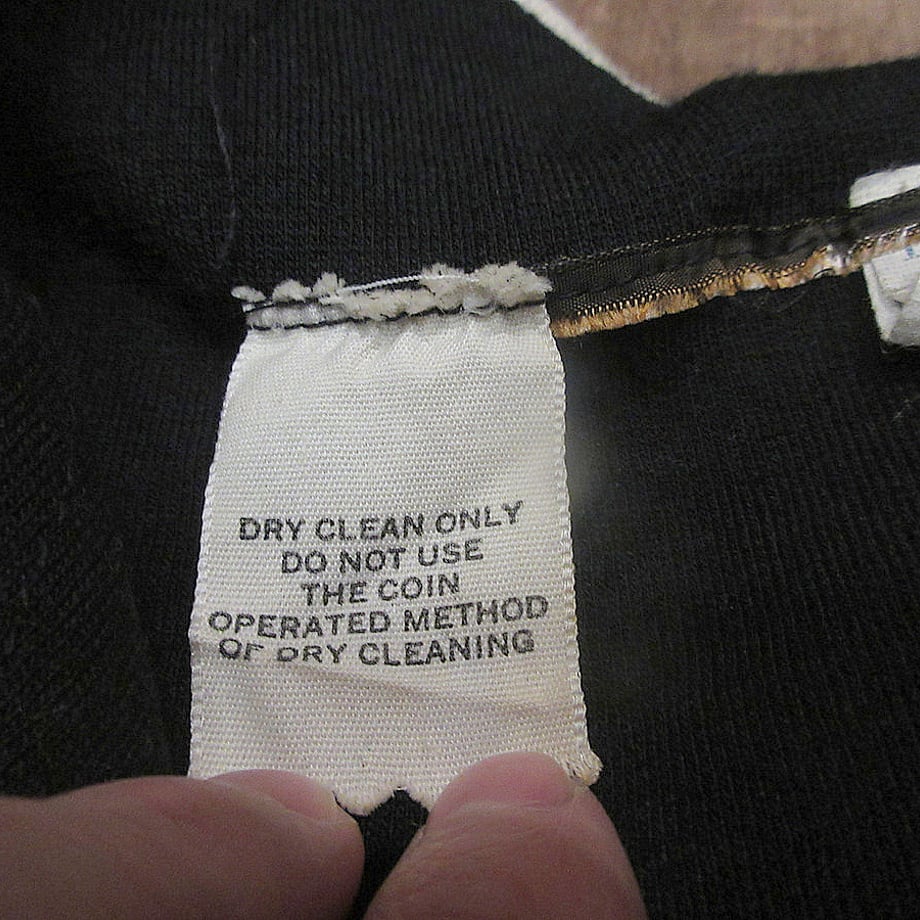 DRY CLEAN ONLY
DO NOT USE
THE COIN
OPERATED METHOD
OF DRY CLEANING